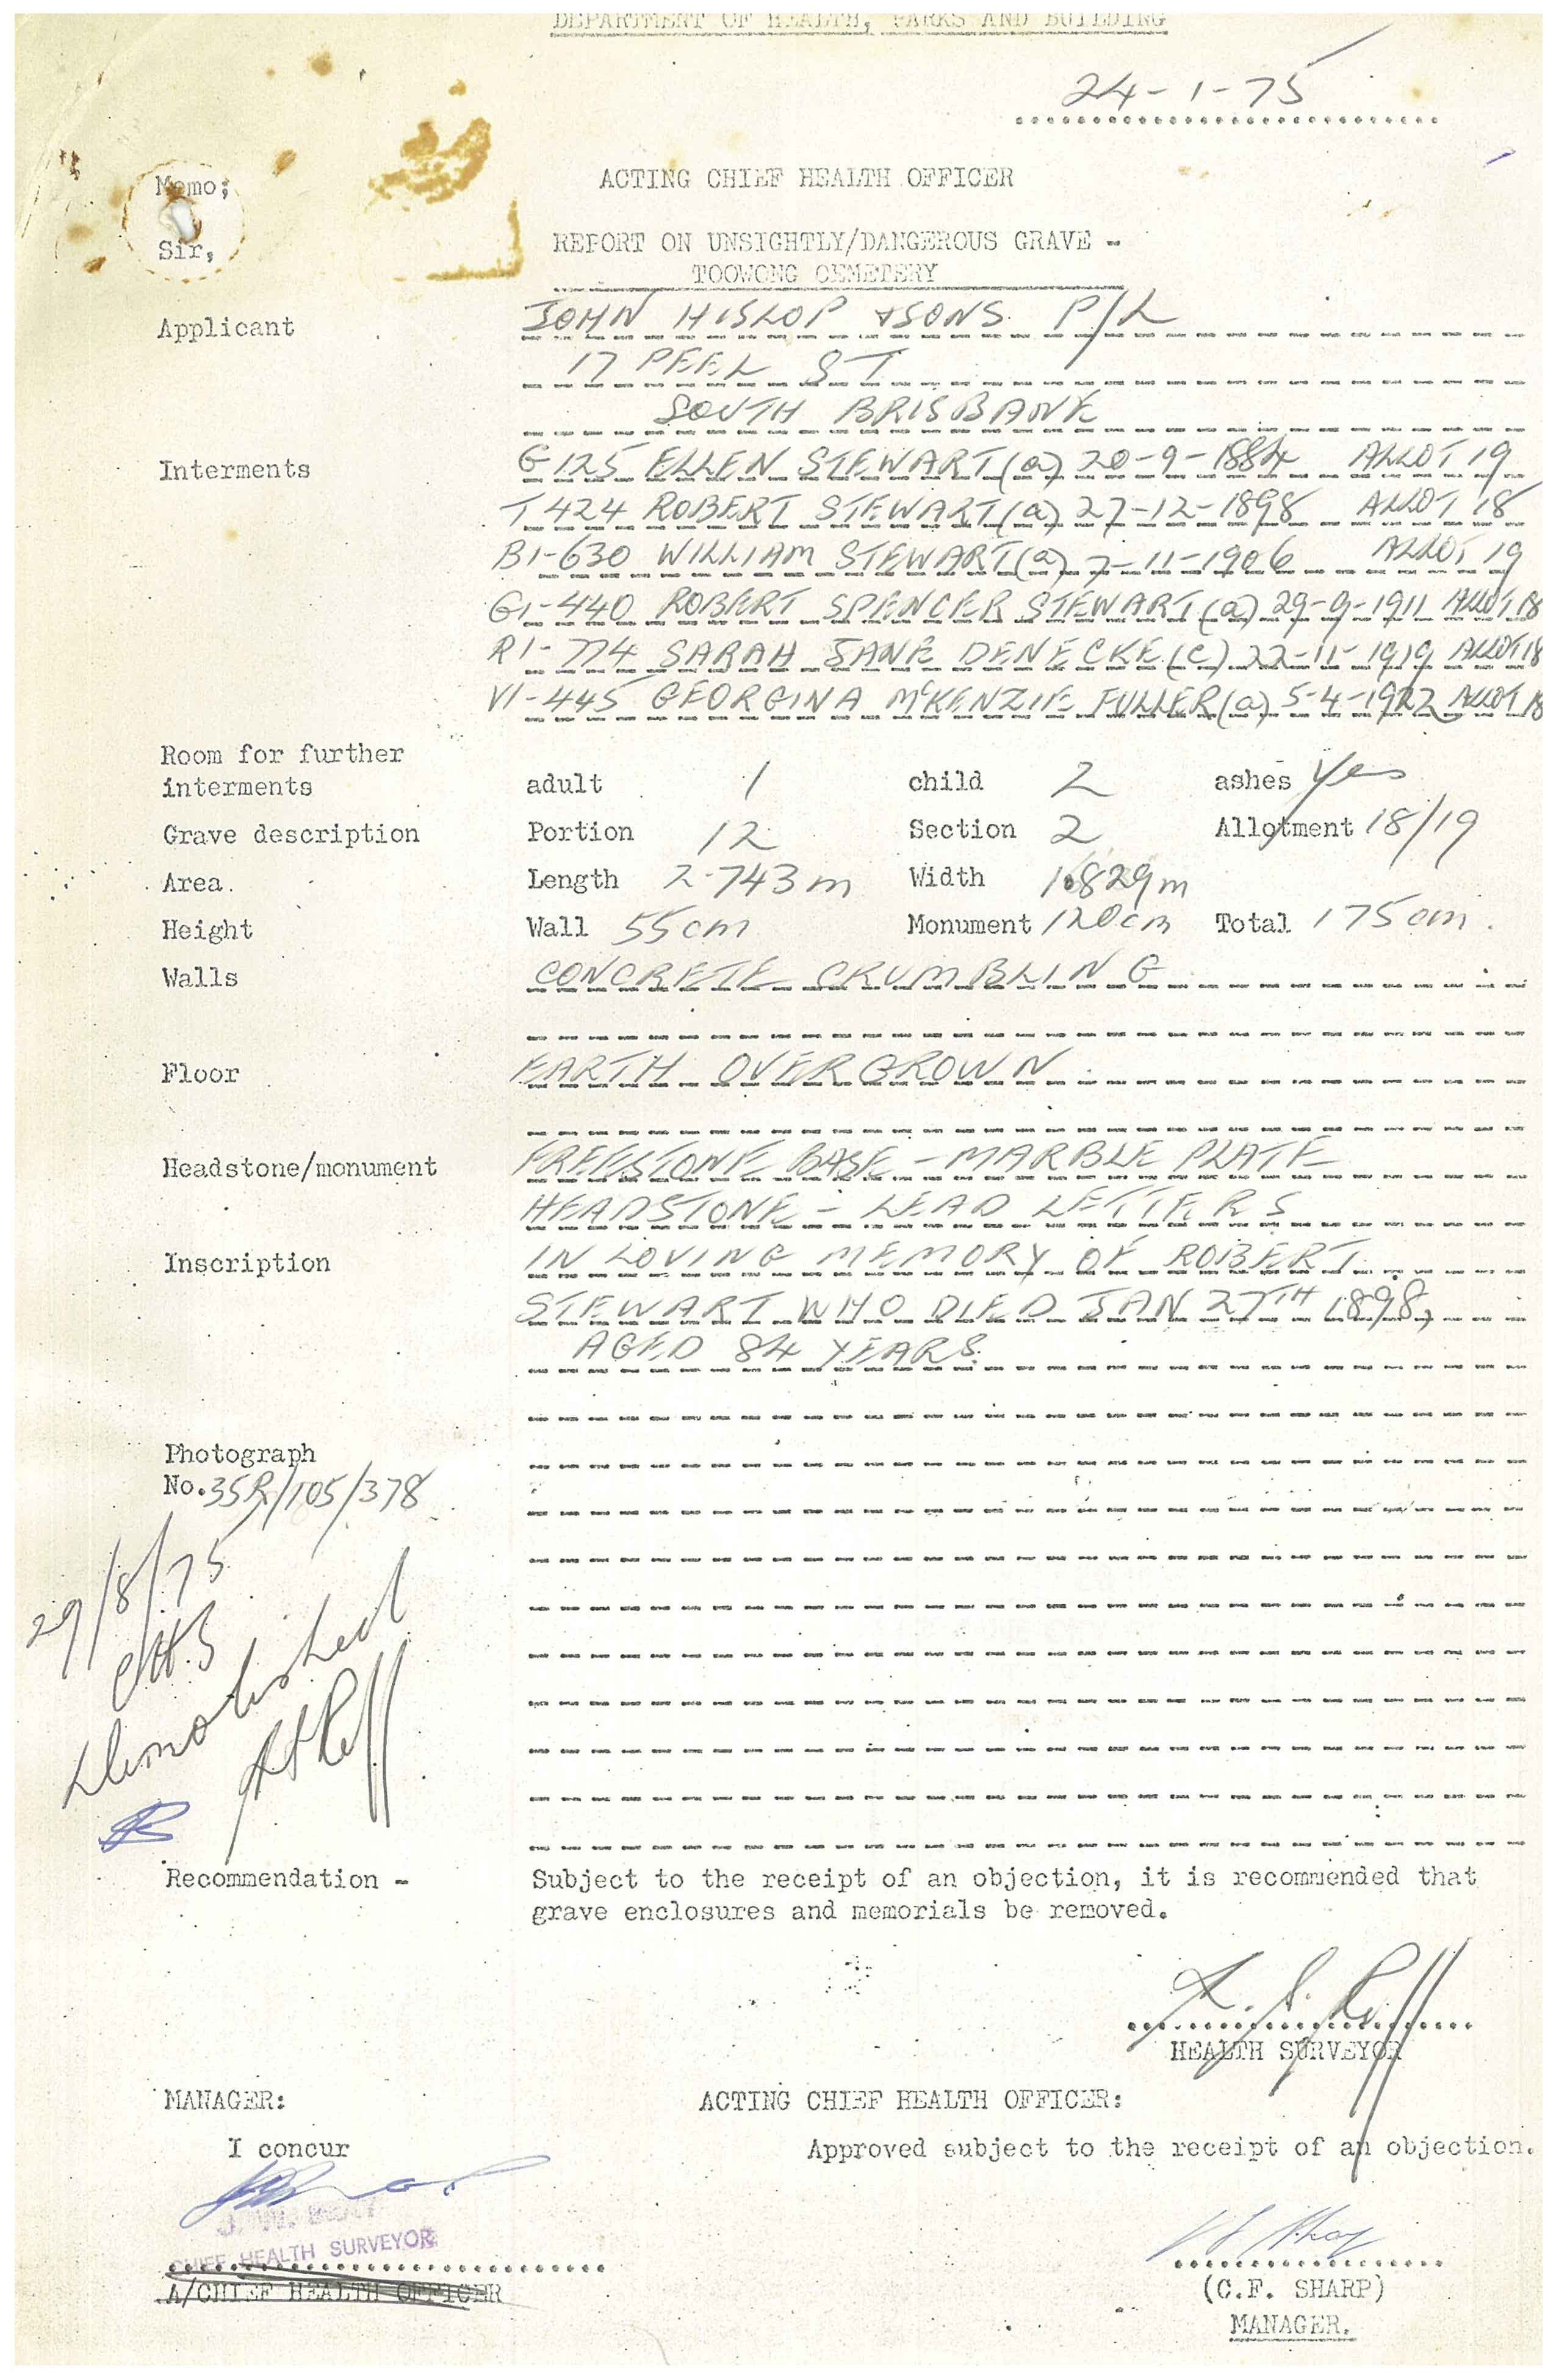 DEPARTMENT OF HEALTH, PARKS AND BUILDING
24-1-75
Memo;
ACTING CHIEF HEALTH OFFICER
Sir,
REPORT ON UNSIGHTLY/DANGEROUS GRAVE -
TOOWONG CEMETERY
Applicant JOHN HISLOP & SONS P/L
17 PEEL ST
SOUTH BRISBANE
Interments G125 ELLEN STEWART (a) 20-9-1884 ALLOT 19
T424 ROBERT STEWART (a) 27-12-1898 ALLOT 18
B1-630 WILLIAM STEWART (a) 7-11-1906 ALLOT 19
G1-440 ROBERT SPENCER STEWART (a) 29-9-1911 ALLOT 18
R1-774 SARAH JANE DENECKE (c) 22-11-1919 ALLOT 18
V1-445 GEORGINA McKENZIE FULLER (a) 5-4-1922 ALLOT 18
Room for further
interments adult 1 child 2 ashes Yes
Grave description Portion 12 Section 2 Allotment 18/19
Area. Length 2.743m Width 1.829m
Height Wall 55cm Monument 120cm Total 175cm.
Walls CONCRETE CRUMBLING
Floor EARTH OVERGROWN
Headstone/monument FREESTONE BASE - MARBLE PLATE
HEADSTONE - LEAD LETTERS
Inscription IN LOVING MEMORY OF ROBERT
STEWART WHO DIED JAN 27TH 1898,
AGED 84 YEARS.
Photograph
No. 35R/105/378
29/8/75
CHS
Demolished
Recommendation - Subject to the receipt of an objection, it is recommended that
grave enclosures and memorials be removed.
HEALTH SURVEYOR
MANAGER: ACTING CHIEF HEALTH OFFICER:
I concur Approved subject to the receipt of an objection.
CHIEF HEALTH SURVEYOR
A/CHIEF HEALTH OFFICER
(C.F. SHARP)
MANAGER.